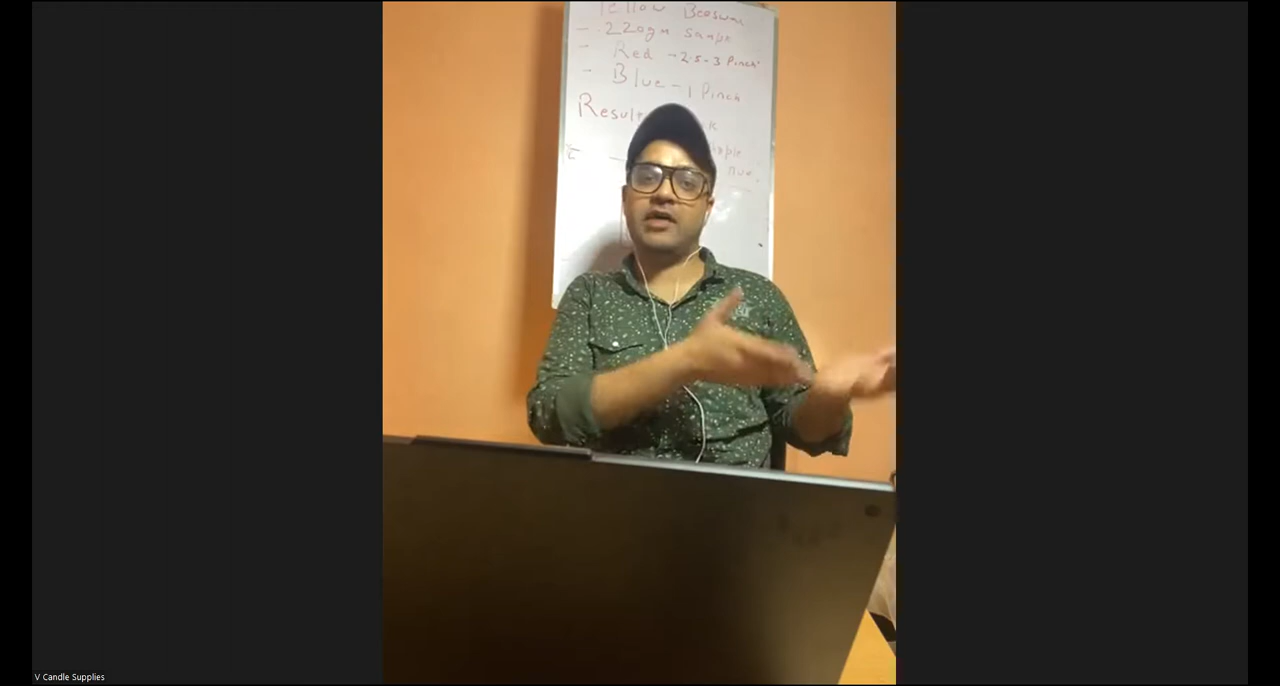 Yellow Beeswax
- 220gm Sample
- Red - 2.5-3 Pinch
- Blue - 1 Pinch
Result
V Candle Supplies